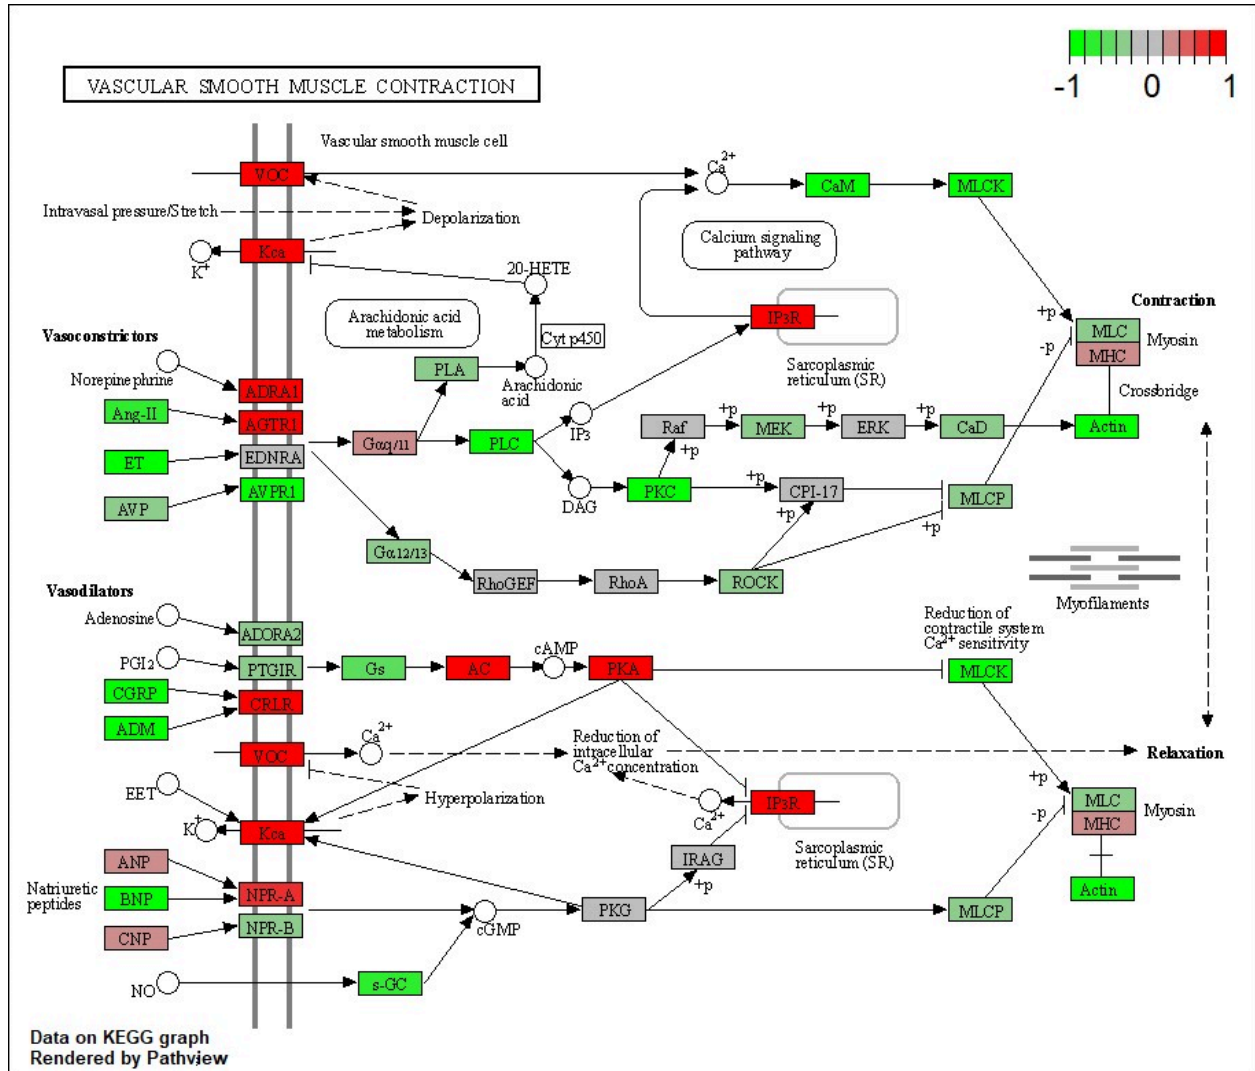 -1 0 1
VASCULAR SMOOTH MUSCLE CONTRACTION
Vascular smooth muscle cell
VOC
Ca2+
CaM
MLCK
Intravasal pressure/Stretch
Depolarization
Kca
K+
20-HETE
Calcium signaling
pathway
Arachidonic acid
metabolism
Cyt p450
IP3R
+p
-p
Contraction
MLC
MHC
Myosin
Vasoconstrictors
Norepinephrine
PLA
Arachidonic
acid
Sarcoplasmic
reticulum (SR)
Crossbridge
ADRA1
Ang-II
AGTR1
Gαq/11
PLC
IP3
Raf
+p
MEK
+p
ERK
+p
CaD
Actin
ET
EDNRA
+p
AVP
AVPR1
DAG
PKC
+p
CPI-17
MLCP
+p
+p
Gα12/13
RhoGEF
RhoA
ROCK
Myofilaments
Vasodilators
Adenosine
ADORA2
Reduction of
contractile system
Ca2+ sensitivity
PGI2
PTGIR
Gs
AC
cAMP
PKA
MLCK
CGRP
CRLR
ADM
VOC
Ca2+
Reduction of
intracellular
Ca2+ concentration
Relaxation
EET
Hyperpolarization
K+
Kca
Ca2+
IP3R
+p
-p
MLC
MHC
Myosin
Sarcoplasmic
reticulum (SR)
IRAG
+p
ANP
Natriuretic
peptides
BNP
NPR-A
CNP
NPR-B
cGMP
PKG
MLCP
Actin
NO
s-GC
Data on KEGG graph
Rendered by Pathview